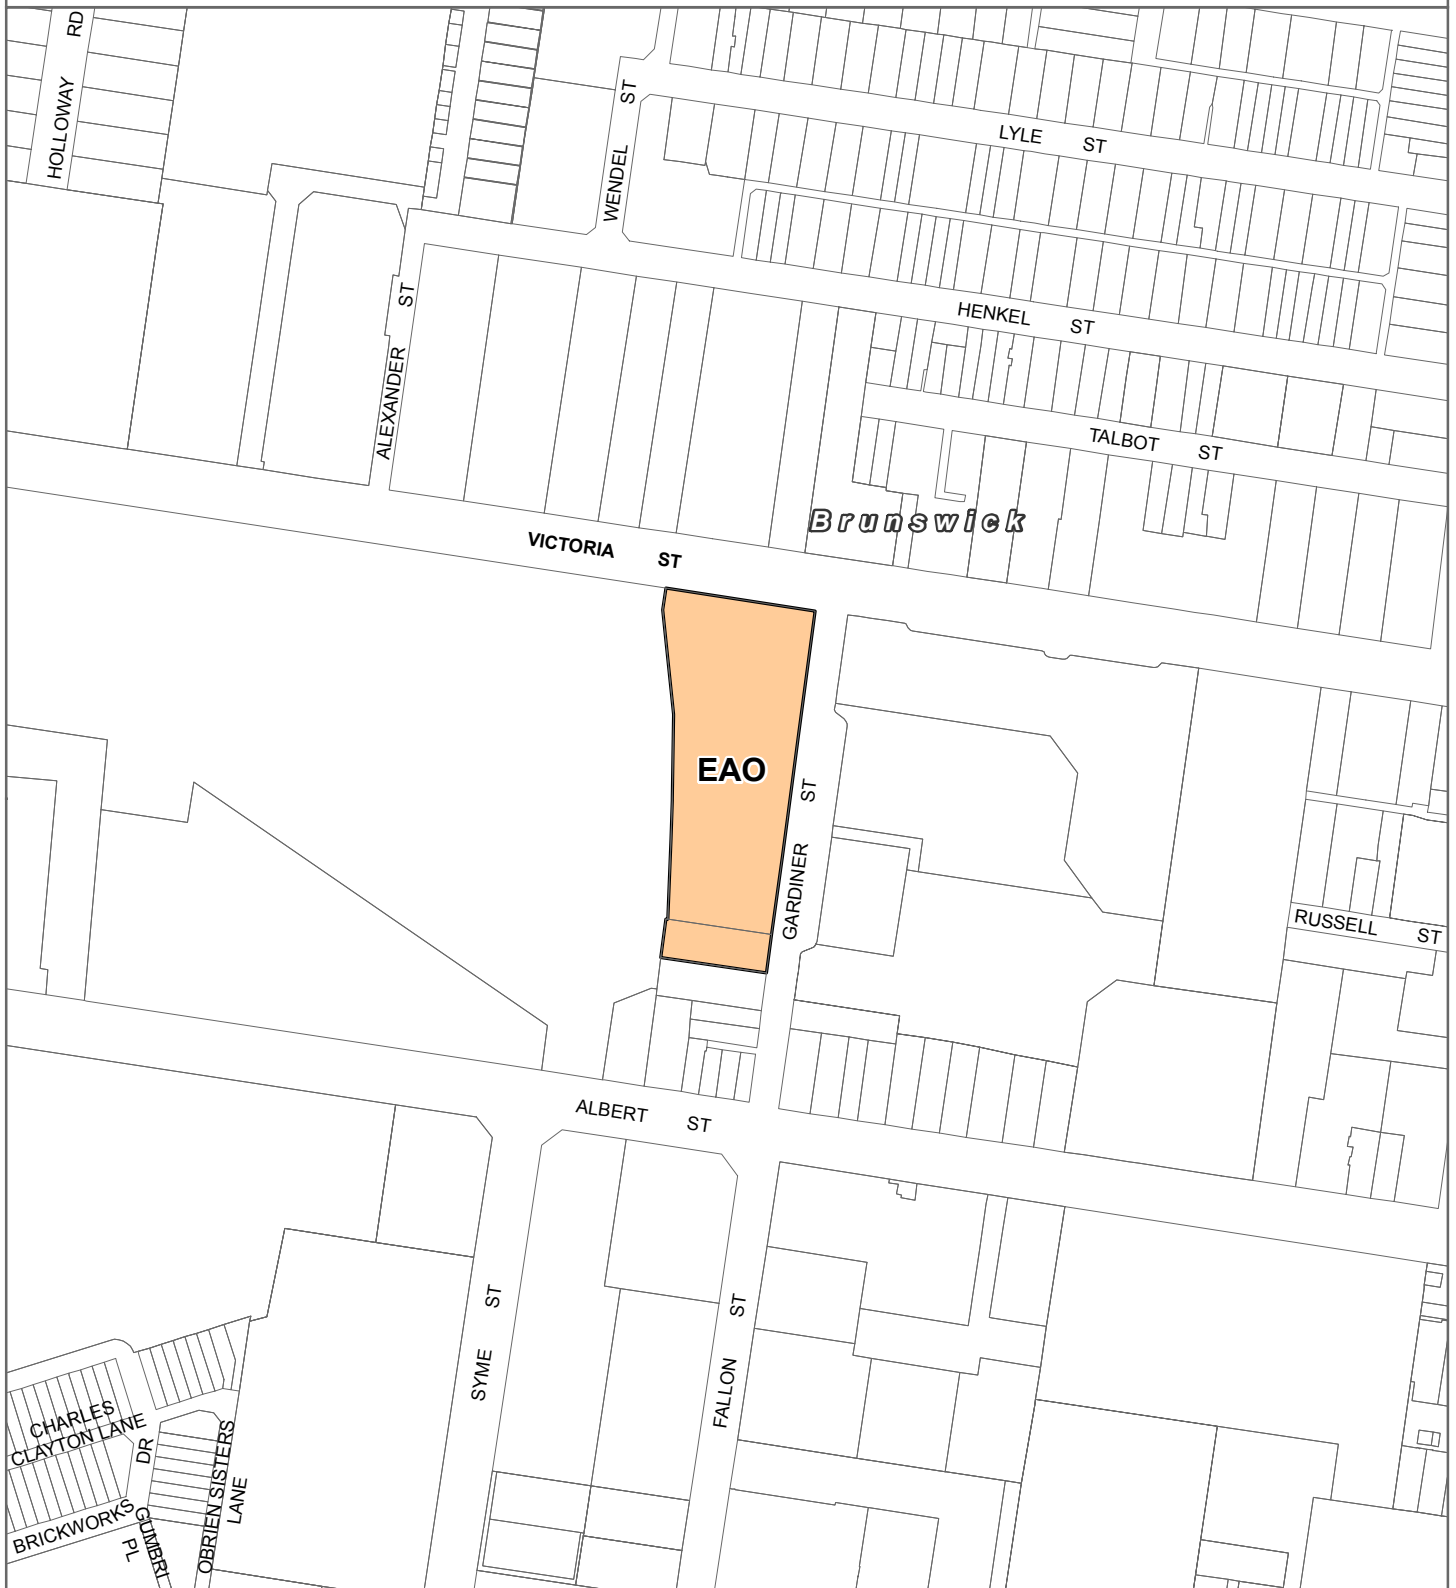 HOLLOWAY RD
WENDEL ST
LYLE ST
HENKEL ST
ALEXANDER ST
TALBOT ST
Brunswick
VICTORIA ST
EAO
GARDINER ST
RUSSELL ST
ALBERT ST
SYME ST
FALLON ST
CHARLES
CLAYTON LANE
DR
BRICKWORKS
GUMBRI
PL
OBRIEN SISTERS
LANE